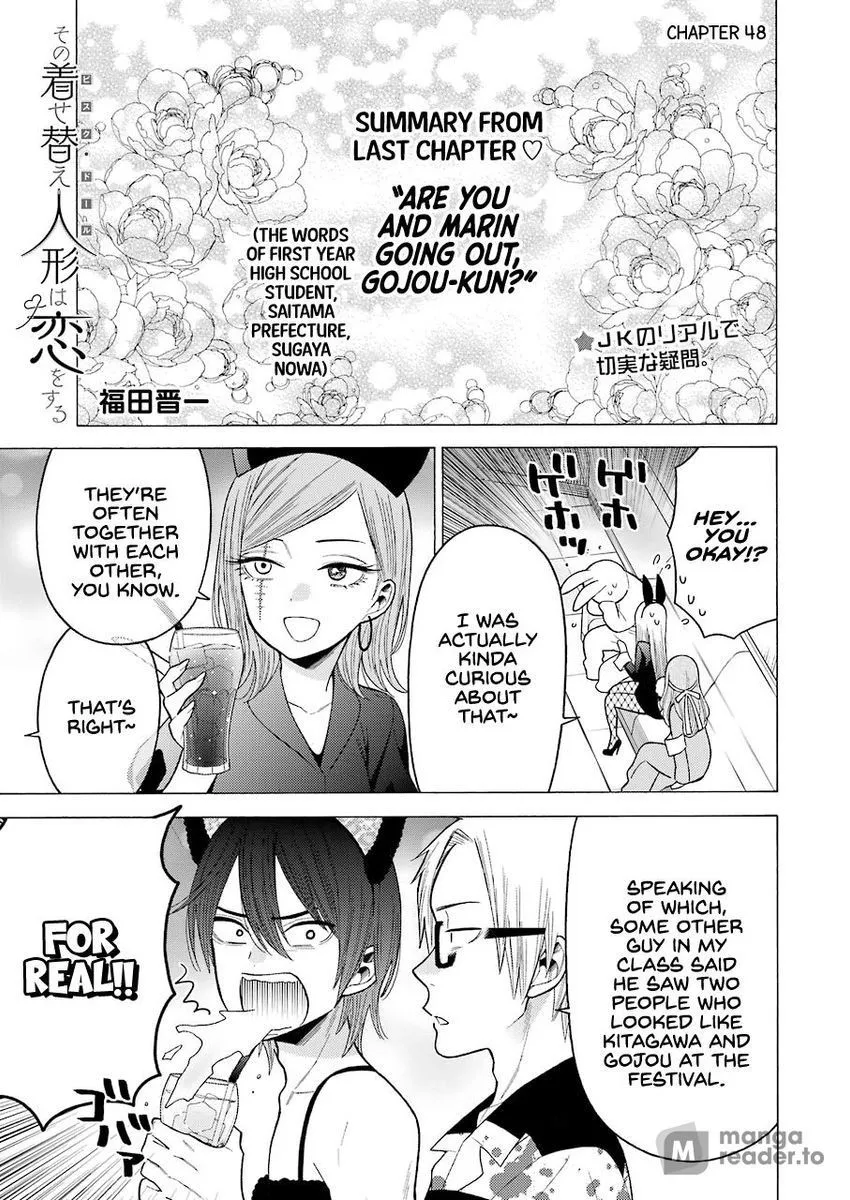 CHAPTER 48
SUMMARY FROM
LAST CHAPTER ♡
"ARE YOU
AND MARIN
GOING OUT,
GOJOU-KUN?"
(THE WORDS
OF FIRST YEAR
HIGH SCHOOL
STUDENT,
SAITAMA
PREFECTURE,
SUGAYA
NOWA)
★JKのリアルで
切実な疑問。
その着せ替え人形は恋をする
ビスク・ドール
福田晋一
HEY...
YOU
OKAY!?
ゲホッ
ゲホッ
I WAS
ACTUALLY
KINDA
CURIOUS
ABOUT
THAT~
THEY'RE
OFTEN
TOGETHER
WITH EACH
OTHER,
YOU KNOW.
THAT'S
RIGHT~
SPEAKING
OF WHICH,
SOME OTHER
GUY IN MY
CLASS SAID
HE SAW TWO
PEOPLE WHO
LOOKED LIKE
KITAGAWA AND
GOJOU AT THE
FESTIVAL.
FOR
REAL!!
ゴバァ
M manga
reader.to